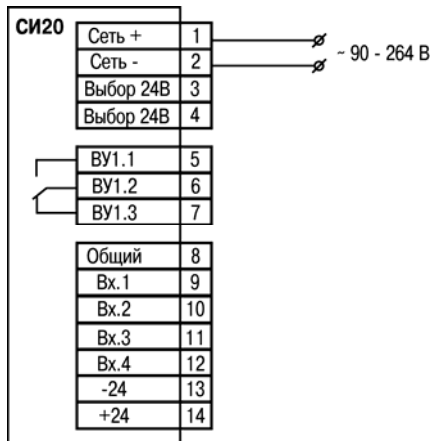 СИ20
Сеть + 1
Сеть - 2
~ 90 - 264 В
Выбор 24В 3
Выбор 24В 4
ВУ1.1 5
ВУ1.2 6
ВУ1.3 7
Общий 8
Вх.1 9
Вх.2 10
Вх.3 11
Вх.4 12
-24 13
+24 14